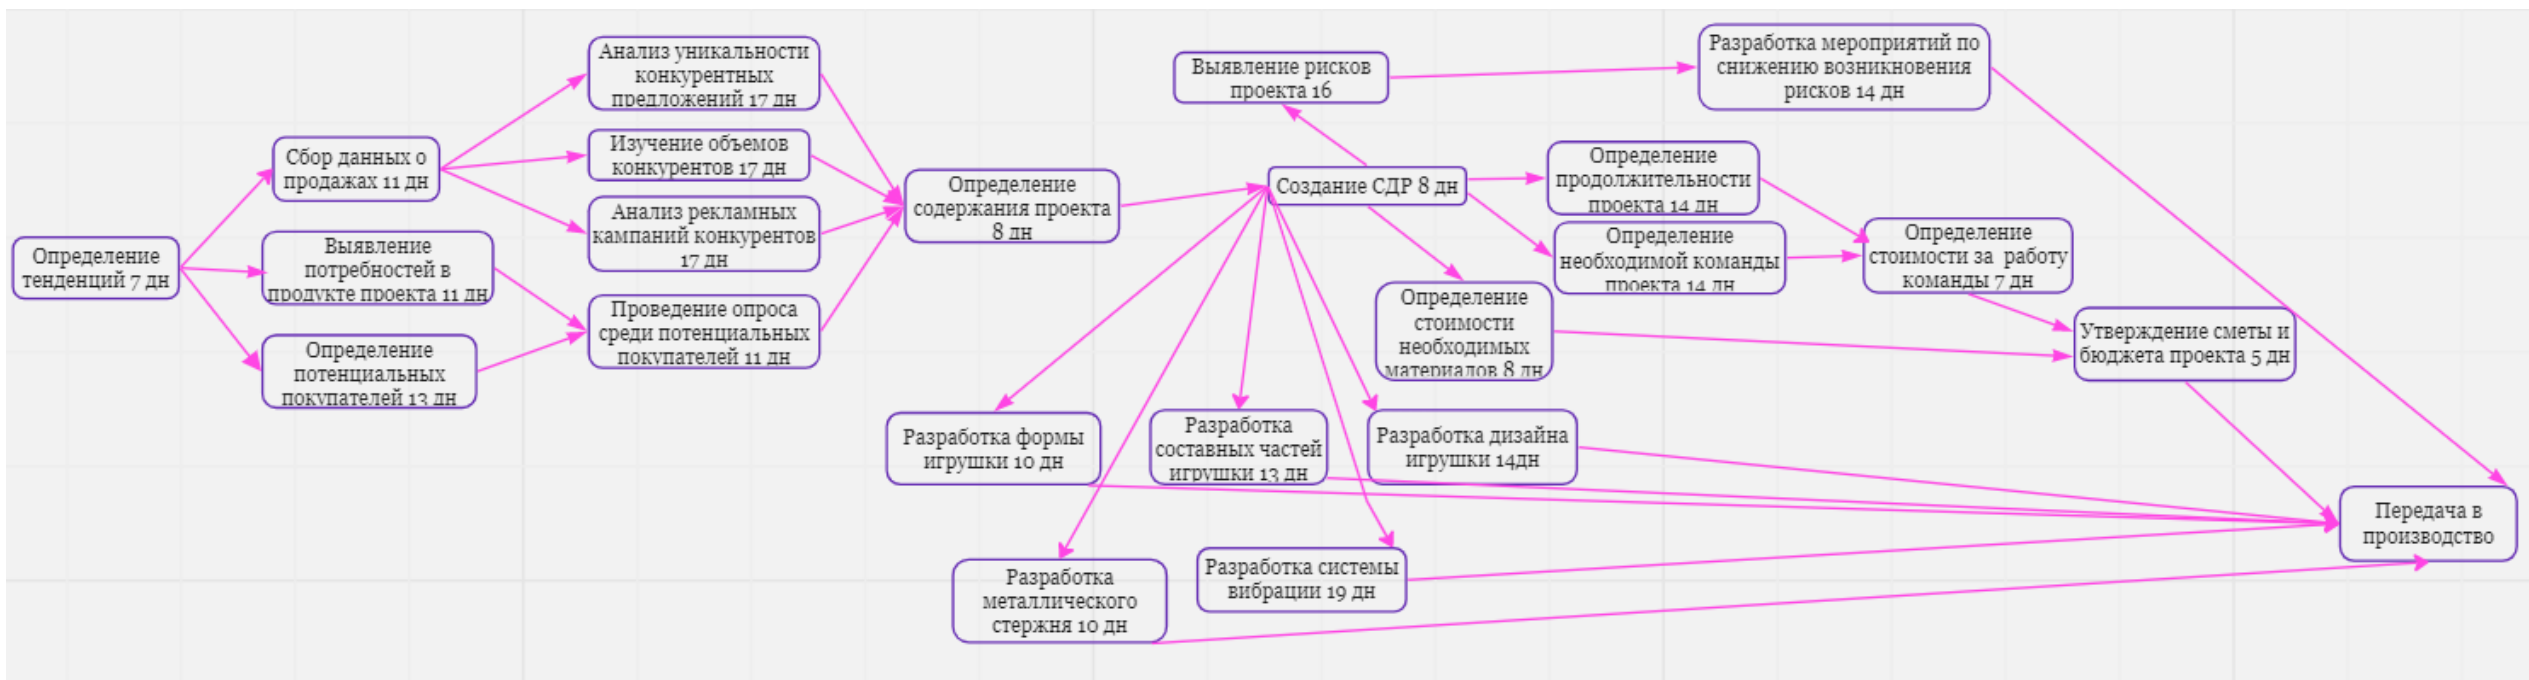 Определение
тенденций 7 дн
Сбор данных о
продажах 11 дн
Выявление
потребностей в
продукте проекта 11 дн
Определение
потенциальных
покупателей 13 дн
Анализ уникальности
конкурентных
предложений 17 дн
Изучение объемов
конкурентов 17 дн
Анализ рекламных
кампаний конкурентов
17 дн
Проведение опроса
среди потенциальных
покупателей 11 дн
Определение
содержания проекта
8 дн
Создание СДР 8 дн
Выявление рисков
проекта 16
Разработка мероприятий по
снижению возникновения
рисков 14 дн
Определение
продолжительности
проекта 14 дн
Определение
необходимой команды
проекта 14 дн
Определение
стоимости за работу
команды 7 дн
Определение
стоимости
необходимых
материалов 8 дн
Утверждение сметы и
бюджета проекта 5 дн
Разработка формы
игрушки 10 дн
Разработка
составных частей
игрушки 13 дн
Разработка дизайна
игрушки 14дн
Разработка
металлического
стержня 10 дн
Разработка системы
вибрации 19 дн
Передача в
производство